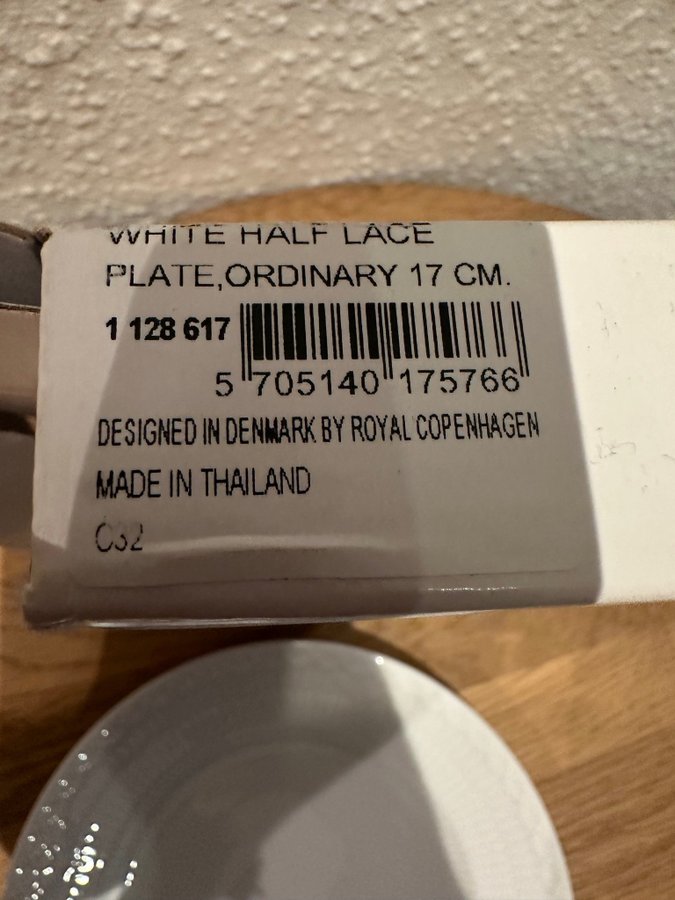 WHITE HALF LACE
PLATE,ORDINARY 17 CM.
1 128 617
5 705140 175766
DESIGNED IN DENMARK BY ROYAL COPENHAGEN
MADE IN THAILAND
C32